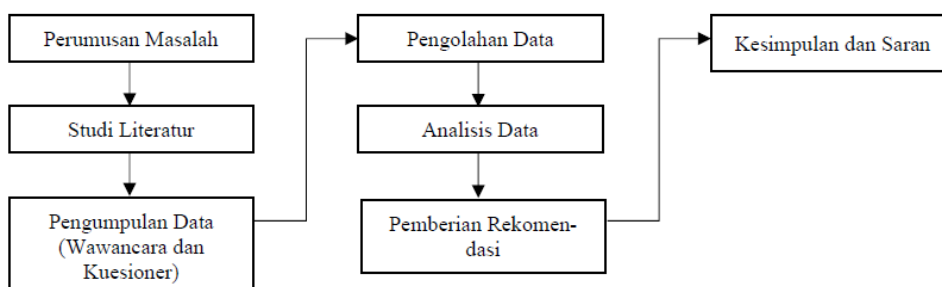 Perumusan Masalah
Studi Literatur
Pengumpulan Data
(Wawancara dan
Kuesioner)
Pengolahan Data
Analisis Data
Pemberian Rekomen-
dasi
Kesimpulan dan Saran